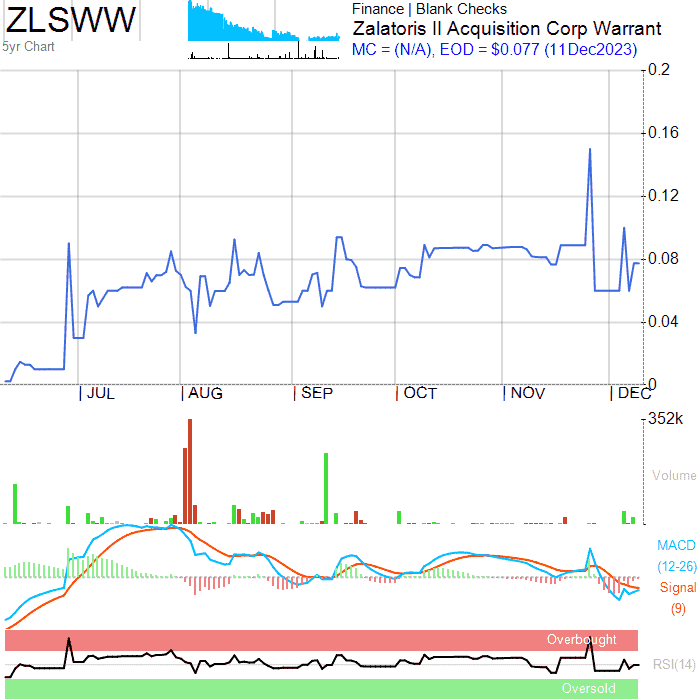 ZLSWW
5yr Chart
Finance | Blank Checks
Zalatoris II Acquisition Corp Warrant
MC = (N/A), EOD = $0.077 (11Dec2023)
0.2
0.16
0.12
0.08
0.04
0
| JUL | AUG | SEP | OCT | NOV | DEC
352k
Volume
MACD
(12-26)
Signal
(9)
Overbought
RSI(14)
Oversold